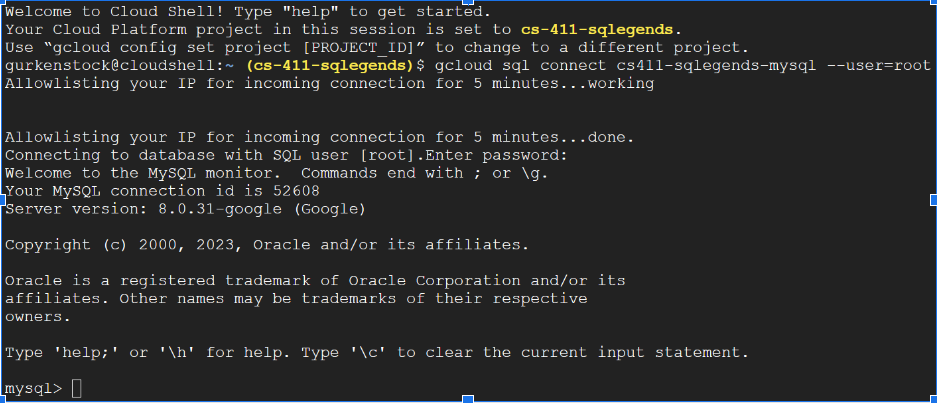 Welcome to Cloud Shell! Type "help" to get started.
Your Cloud Platform project in this session is set to cs-411-sqlegends.
Use “gcloud config set project [PROJECT_ID]” to change to a different project.
gurkenstock@cloudshell:~ (cs-411-sqlegends)$ gcloud sql connect cs411-sqlegends-mysql --user=root
Allowlisting your IP for incoming connection for 5 minutes...working
Allowlisting your IP for incoming connection for 5 minutes...done.
Connecting to database with SQL user [root].Enter password:
Welcome to the MySQL monitor.  Commands end with ; or \g.
Your MySQL connection id is 52608
Server version: 8.0.31-google (Google)
Copyright (c) 2000, 2023, Oracle and/or its affiliates.
Oracle is a registered trademark of Oracle Corporation and/or its
affiliates. Other names may be trademarks of their respective
owners.
Type 'help;' or '\h' for help. Type '\c' to clear the current input statement.
mysql>